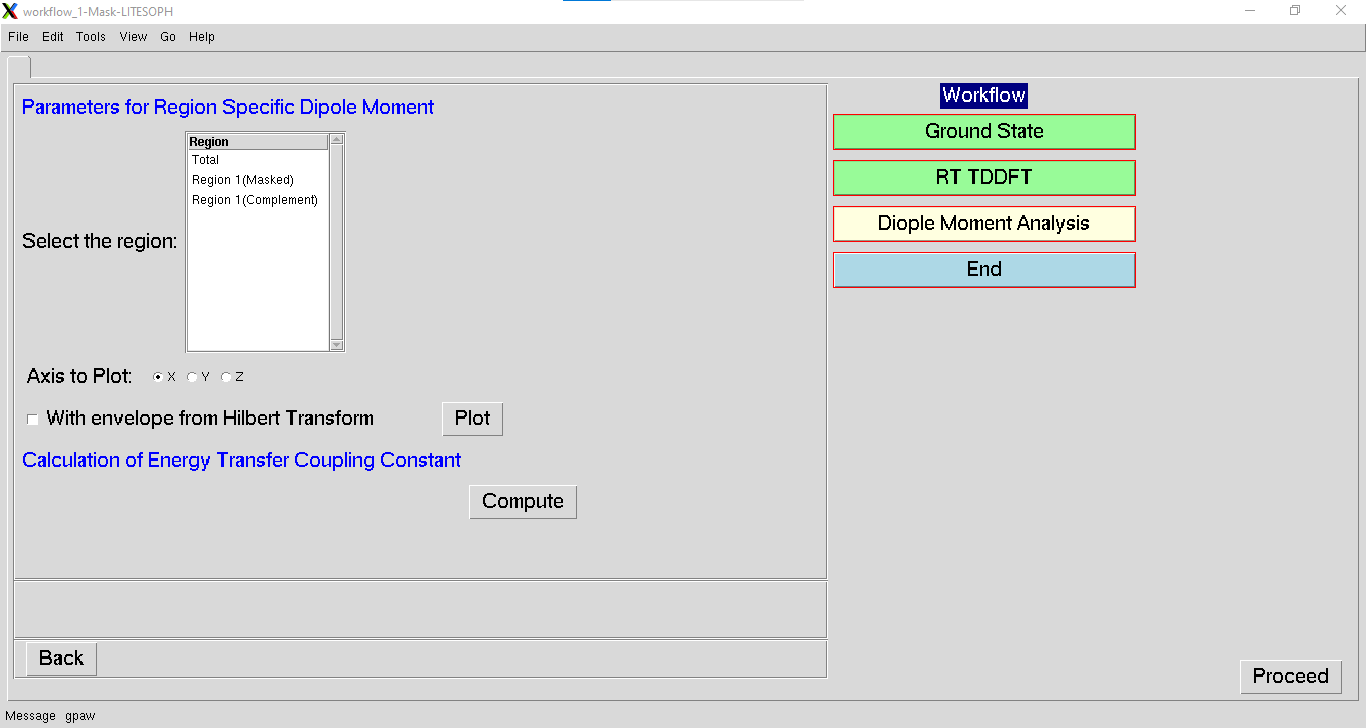 workflow_1-Mask-LITESOPH
File Edit Tools View Go Help
Parameters for Region Specific Dipole Moment
Region
Total
Region 1(Masked)
Region 1(Complement)
Select the region:
Axis to Plot: X Y Z
With envelope from Hilbert Transform Plot
Calculation of Energy Transfer Coupling Constant
Compute
Back
Workflow
Ground State
RT TDDFT
Diople Moment Analysis
End
Proceed
Message gpaw